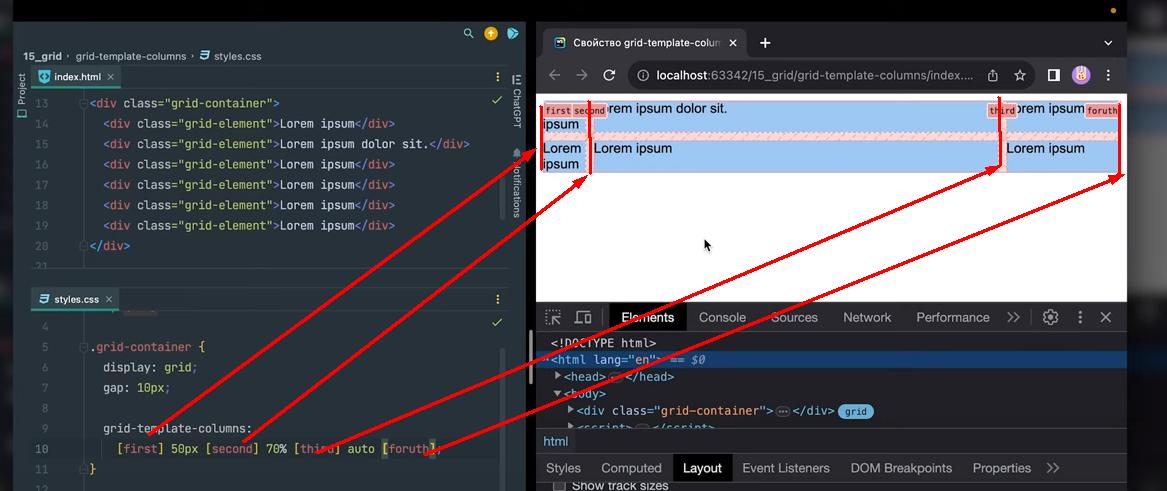 15_grid › grid-template-columns › styles.css
Project
index.html
13 <div class="grid-container">
14 <div class="grid-element">Lorem ipsum</div>
15 <div class="grid-element">Lorem ipsum dolor sit.</div>
16 <div class="grid-element">Lorem ipsum</div>
17 <div class="grid-element">Lorem ipsum</div>
18 <div class="grid-element">Lorem ipsum</div>
19 <div class="grid-element">Lorem ipsum</div>
20 </div>
21
ChatGPT
Notifications
styles.css
4
5 .grid-container {
6 display: grid;
7 gap: 10px;
8
9 grid-template-columns:
10 [first] 50px [second] 70% [third] auto [foruth];
11 }
Свойство grid-template-colum
localhost:63342/15_grid/grid-template-columns/index....
first second orem ipsum dolor sit. third orem ipsum foruth
ipsum
Lorem Lorem ipsum Lorem ipsum
ipsum
Elements Console Sources Network Performance
<!DOCTYPE html>
<html lang="en"> == $0
<head> ... </head>
<body>
<div class="grid-container"> ... </div> grid
<script> ... </script>
html
Styles Computed Layout Event Listeners DOM Breakpoints Properties
Show track sizes